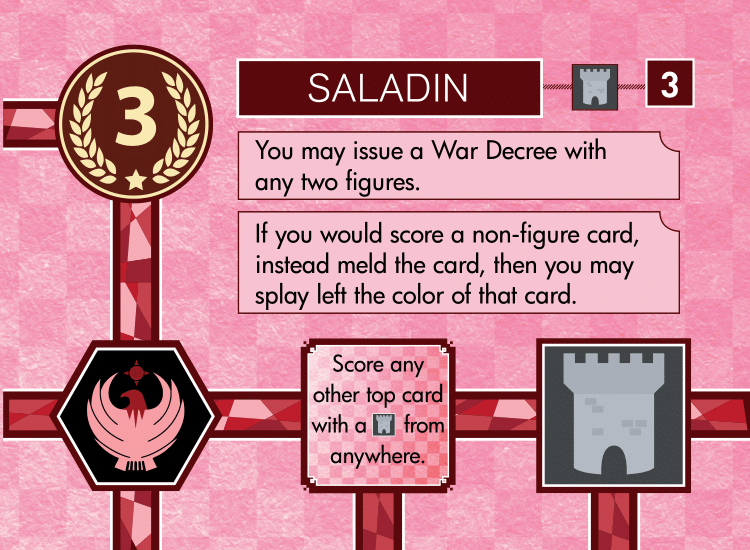 3
SALADIN
3
You may issue a War Decree with
any two figures.
If you would score a non-figure card,
instead meld the card, then you may
splay left the color of that card.
Score any
other top card
with a from
anywhere.